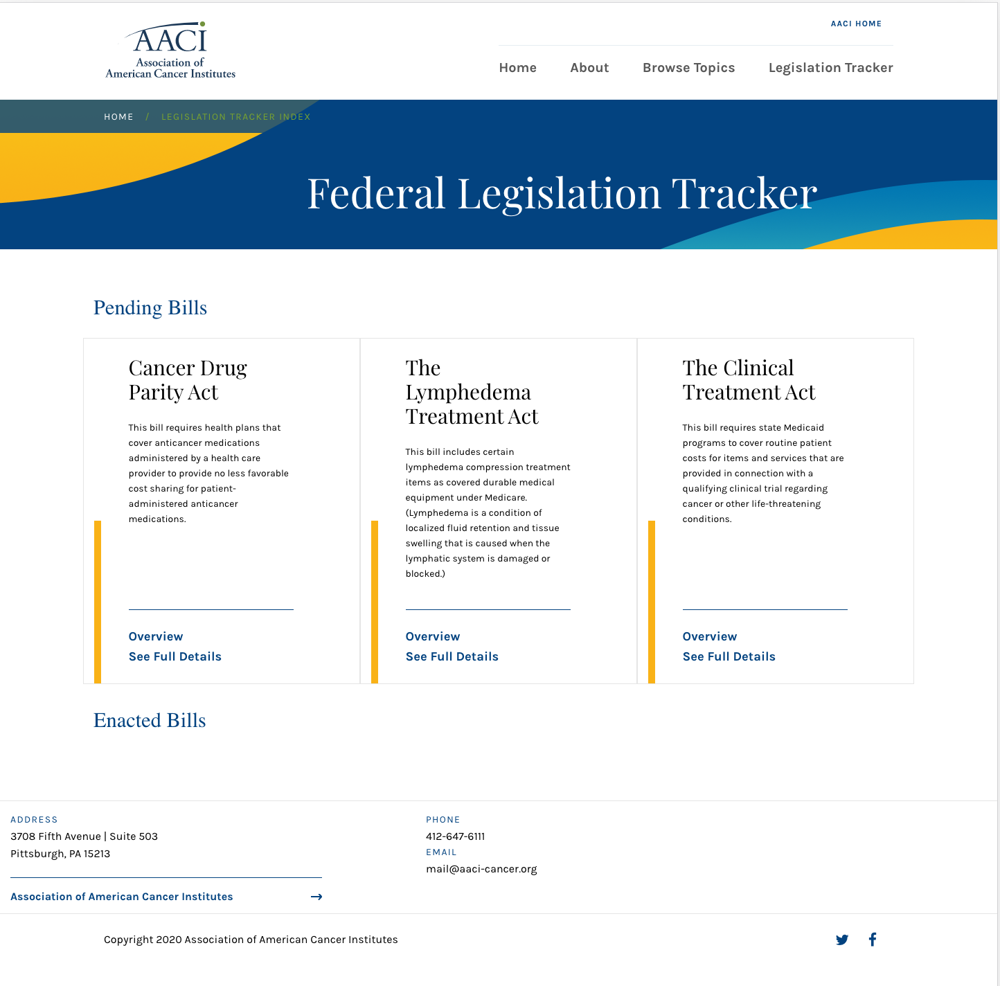 AACI
Association of
American Cancer Institutes
AACI HOME
Home About Browse Topics Legislation Tracker
HOME / LEGISLATION TRACKER INDEX
Federal Legislation Tracker
Pending Bills
Cancer Drug
Parity Act
This bill requires health plans that
cover anticancer medications
administered by a health care
provider to provide no less favorable
cost sharing for patient-
administered anticancer
medications.
Overview
See Full Details
The
Lymphedema
Treatment Act
This bill includes certain
lymphedema compression treatment
items as covered durable medical
equipment under Medicare.
(Lymphedema is a condition of
localized fluid retention and tissue
swelling that is caused when the
lymphatic system is damaged or
blocked.)
Overview
See Full Details
The Clinical
Treatment Act
This bill requires state Medicaid
programs to cover routine patient
costs for items and services that are
provided in connection with a
qualifying clinical trial regarding
cancer or other life-threatening
conditions.
Overview
See Full Details
Enacted Bills
ADDRESS
3708 Fifth Avenue | Suite 503
Pittsburgh, PA 15213
Association of American Cancer Institutes
PHONE
412-647-6111
EMAIL
mail@aaci-cancer.org
Copyright 2020 Association of American Cancer Institutes